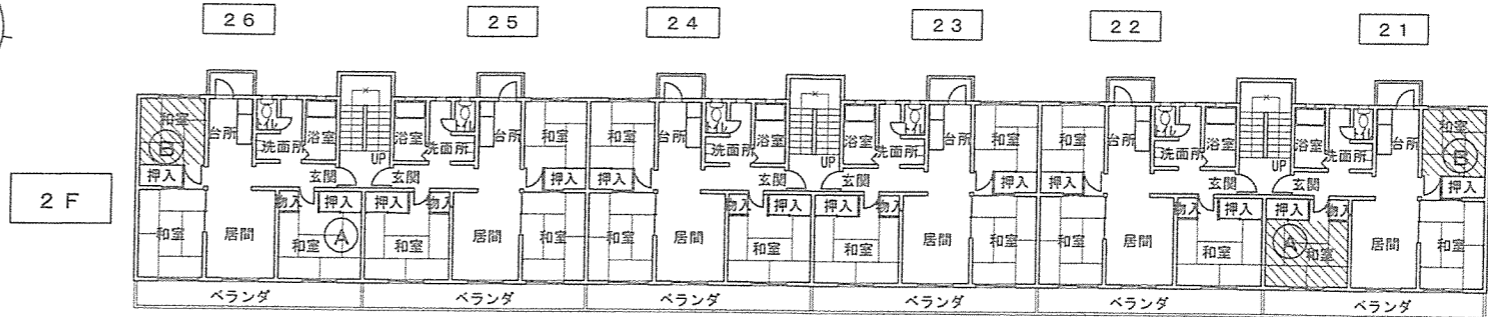 26 25 24 23 22 21
2F
和室 台所 トイレ 洗面所 浴室 UP 浴室 洗面所 トイレ 台所 和室 和室 台所 トイレ 洗面所 浴室 UP 浴室 洗面所 トイレ 台所 和室 和室 台所 トイレ 洗面所 浴室 UP 浴室 洗面所 トイレ 台所 和室
B B
押入 玄関 玄関 押入 押入 玄関 玄関 押入 押入 玄関 玄関 押入
物入 押入 押入 物入 物入 押入 押入 物入 物入 押入 押入 物入
和室 居間 和室 A 和室 居間 和室 和室 居間 和室 和室 居間 和室 和室 居間 和室 A 和室 居間 和室
ベランダ ベランダ ベランダ ベランダ ベランダ ベランダ